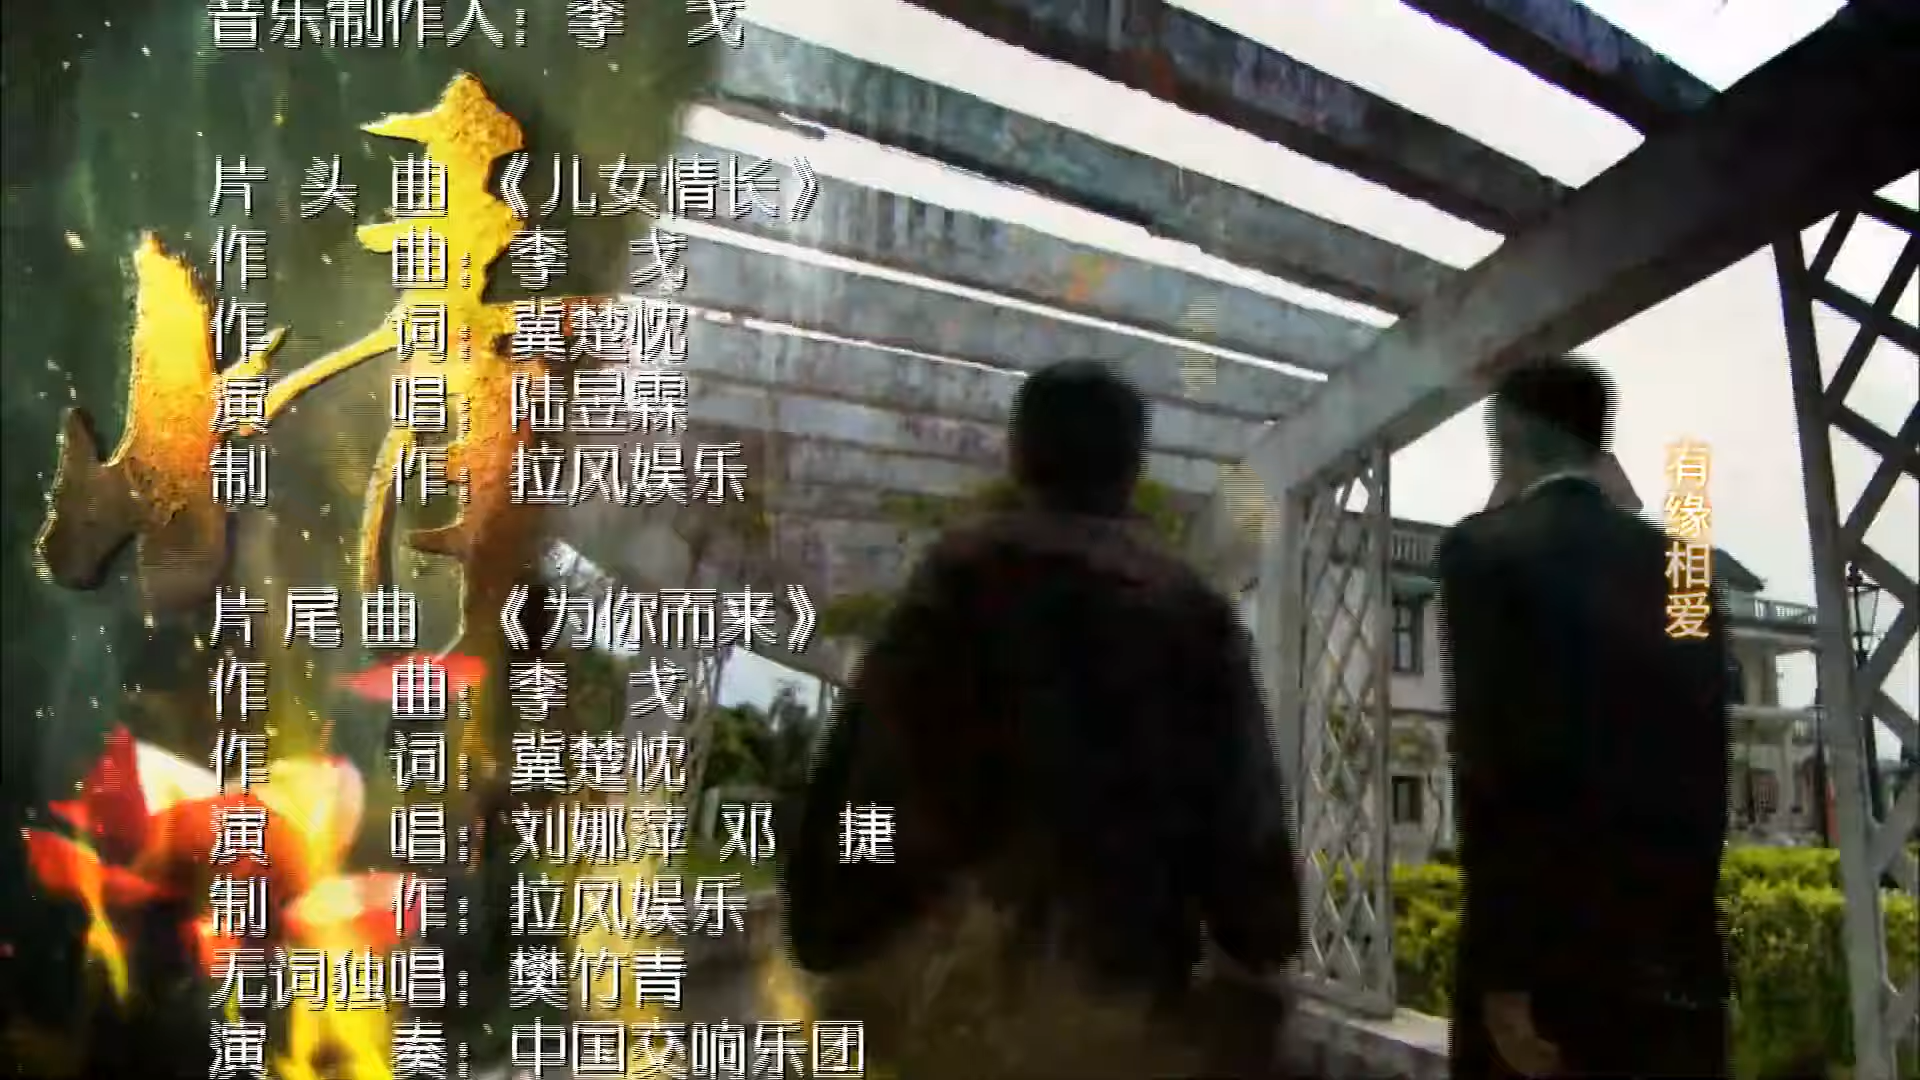 音乐制作人：李 戈
片 头 曲 《儿女情长》
作 曲：李 戈
作 词：冀楚忱
演 唱：陆昱霖
制 作：拉风娱乐
片 尾 曲 《为你而来》
作 曲：李 戈
作 词：冀楚忱
演 唱：刘娜萍 邓 捷
制 作：拉风娱乐
无词独唱：樊竹青
演 奏：中国交响乐团
情
有缘相爱